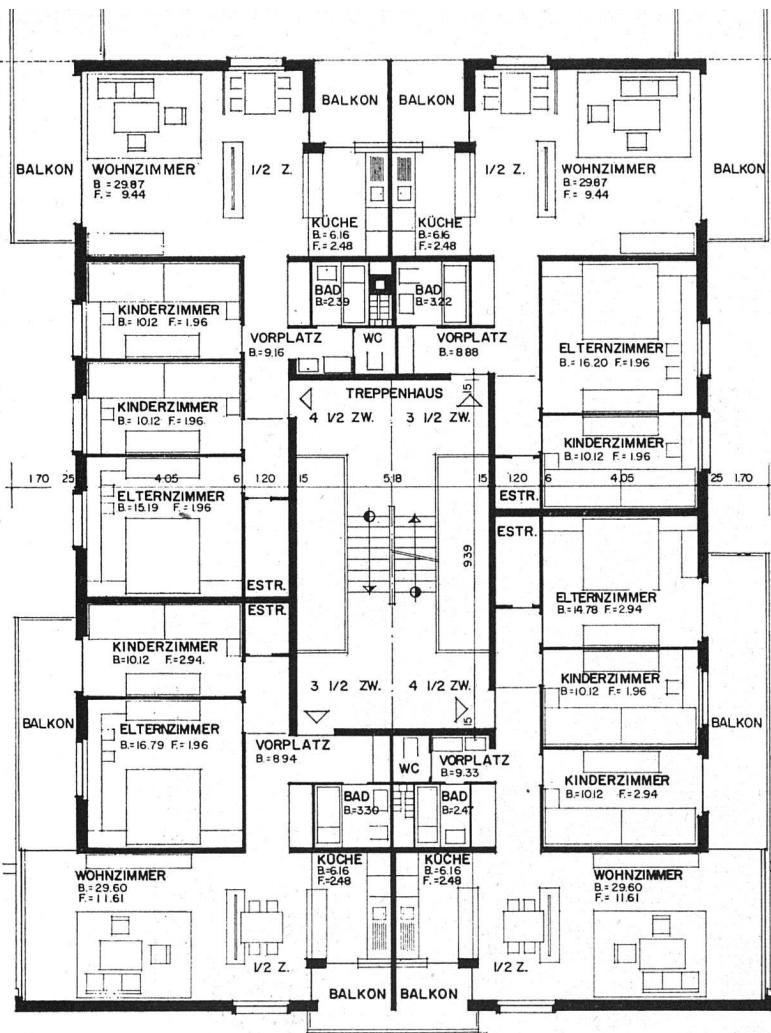 BALKON BALKON
BALKON WOHNZIMMER 1/2 Z. 1/2 Z. WOHNZIMMER BALKON
B = 29.87 B = 29.87
F. = 9.44 F. = 9.44
KÜCHE KÜCHE
B.= 6.16 B.= 6.16
F.= 2.48 F.= 2.48
BAD BAD
B.= 2.39 B.= 3.22
KINDERZIMMER
B.= 10.12 F.= 1.96
VORPLATZ WC VORPLATZ
B.= 9.16 B.= 8.88
ELTERNZIMMER
B.= 16.20 F.= 1.96
TREPPENHAUS 15
KINDERZIMMER 4 1/2 ZW. 3 1/2 ZW.
B.= 10.12 F.= 1.96.
KINDERZIMMER
B.= 10.12 F.= 1.96
1.70 25 4.05 6 1.20 15 5.18 15 1.20 6 4.05 25 1.70
ELTERNZIMMER ESTR.
B.= 15.19 F.= 1.96
ESTR.
9.39
ESTR.
ELTERNZIMMER
B.= 14.78 F.= 2.94
ESTR.
KINDERZIMMER
B.= 10.12 F.= 2.94.
KINDERZIMMER
B.= 10.12 F.= 1.96
3 1/2 ZW. 4 1/2 ZW.
15
BALKON ELTERNZIMMER BALKON
B.= 16.79 F.= 1.96
VORPLATZ WC VORPLATZ
B.= 8.94 B.= 9.33
KINDERZIMMER
B.= 10.12 F.= 2.94
BAD BAD
B.= 3.30 B.= 2.47
KÜCHE KÜCHE
B.= 6.16 B.= 6.16
F.= 2.48 F.= 2.48
WOHNZIMMER WOHNZIMMER
B. = 29.60 B. = 29.60
F. = 11.61 F. = 11.61
1/2 Z. 1/2 Z.
BALKON BALKON